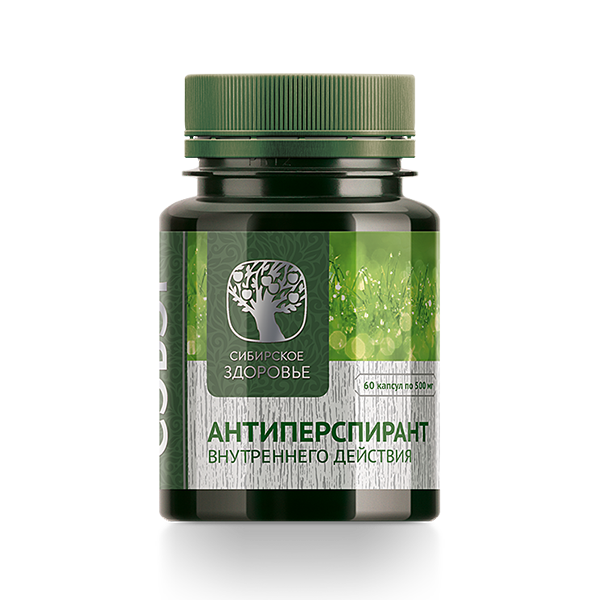 СИБИРСКОЕ
ЗДОРОВЬЕ
60 капсул по 500 мг
АНТИПЕРСПИРАНТ
ВНУТРЕННЕГО ДЕЙСТВИЯ